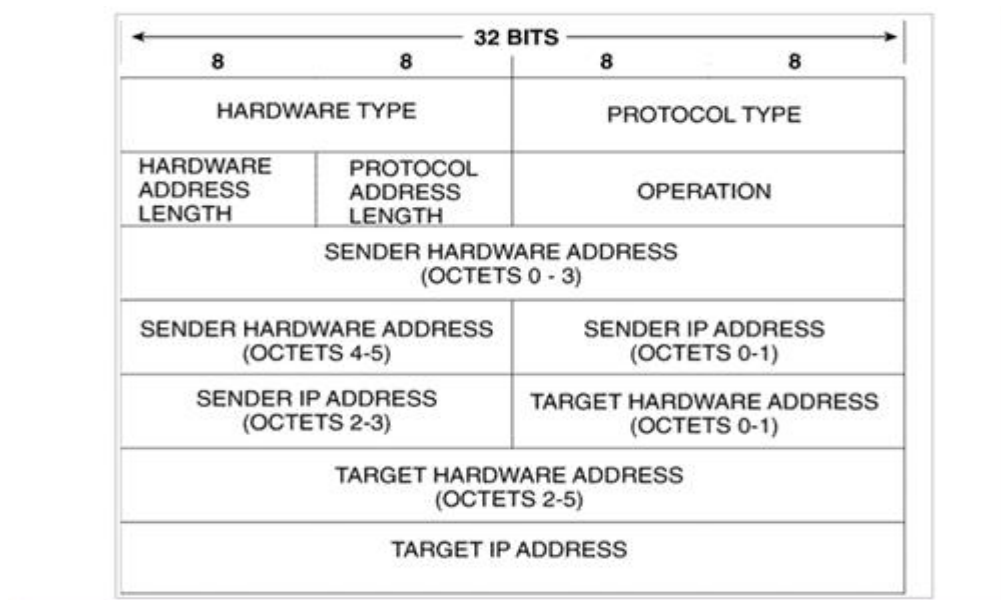 32 BITS
8 8 8 8
HARDWARE TYPE
PROTOCOL TYPE
HARDWARE
ADDRESS
LENGTH
PROTOCOL
ADDRESS
LENGTH
OPERATION
SENDER HARDWARE ADDRESS
(OCTETS 0 - 3)
SENDER HARDWARE ADDRESS
(OCTETS 4-5)
SENDER IP ADDRESS
(OCTETS 0-1)
SENDER IP ADDRESS
(OCTETS 2-3)
TARGET HARDWARE ADDRESS
(OCTETS 0-1)
TARGET HARDWARE ADDRESS
(OCTETS 2-5)
TARGET IP ADDRESS